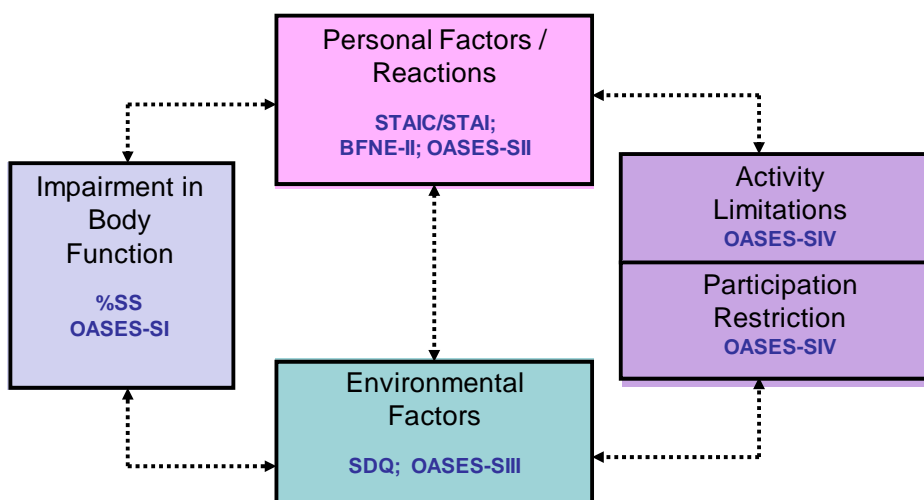 Personal Factors /
Reactions
STAIC/STAI;
BFNE-II; OASES-SII
Impairment in
Body
Function
%SS
OASES-SI
Activity
Limitations
OASES-SIV
Participation
Restriction
OASES-SIV
Environmental
Factors
SDQ; OASES-SIII